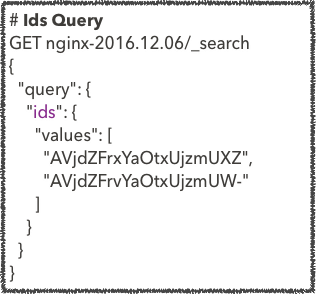 # Ids Query
GET nginx-2016.12.06/_search
{
"query": {
"ids": {
"values": [
"AVjdZFrxYaOtxUjzmUXZ",
"AVjdZFrvYaOtxUjzmUW-"
]
}
}
}